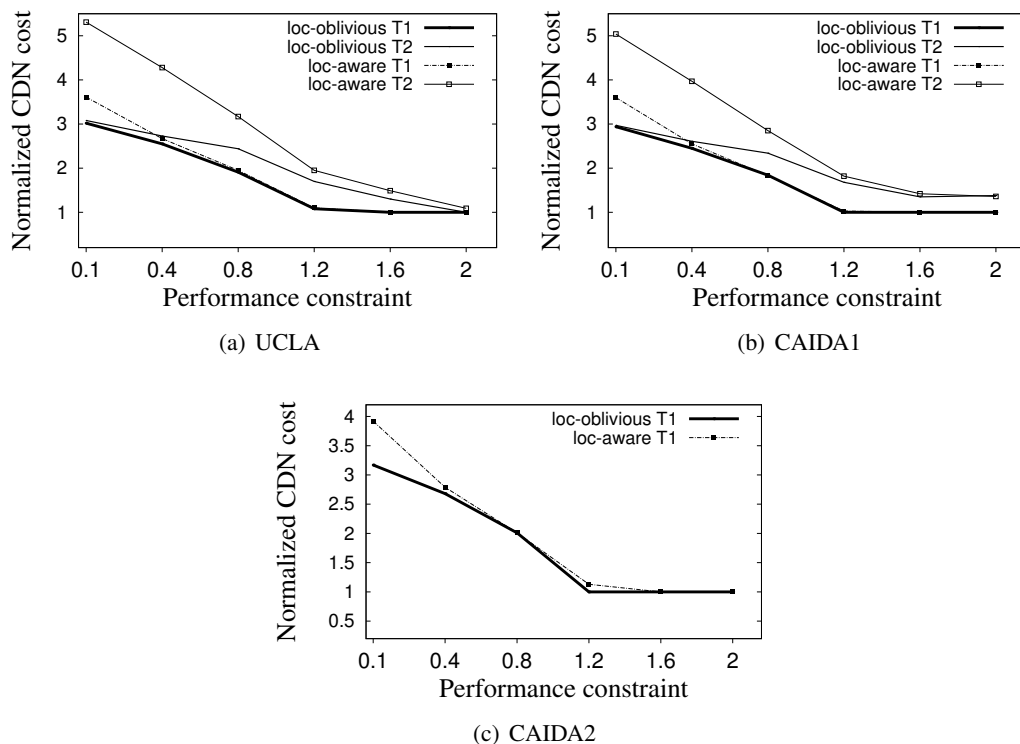 Normalized CDN cost
5
4
3
2
1
0.1 0.4 0.8 1.2 1.6 2
Performance constraint
loc-oblivious T1
loc-oblivious T2
loc-aware T1
loc-aware T2
(a) UCLA
Normalized CDN cost
5
4
3
2
1
0.1 0.4 0.8 1.2 1.6 2
Performance constraint
loc-oblivious T1
loc-oblivious T2
loc-aware T1
loc-aware T2
(b) CAIDA1
Normalized CDN cost
4
3.5
3
2.5
2
1.5
1
0.5
0.1 0.4 0.8 1.2 1.6 2
Performance constraint
loc-oblivious T1
loc-aware T1
(c) CAIDA2